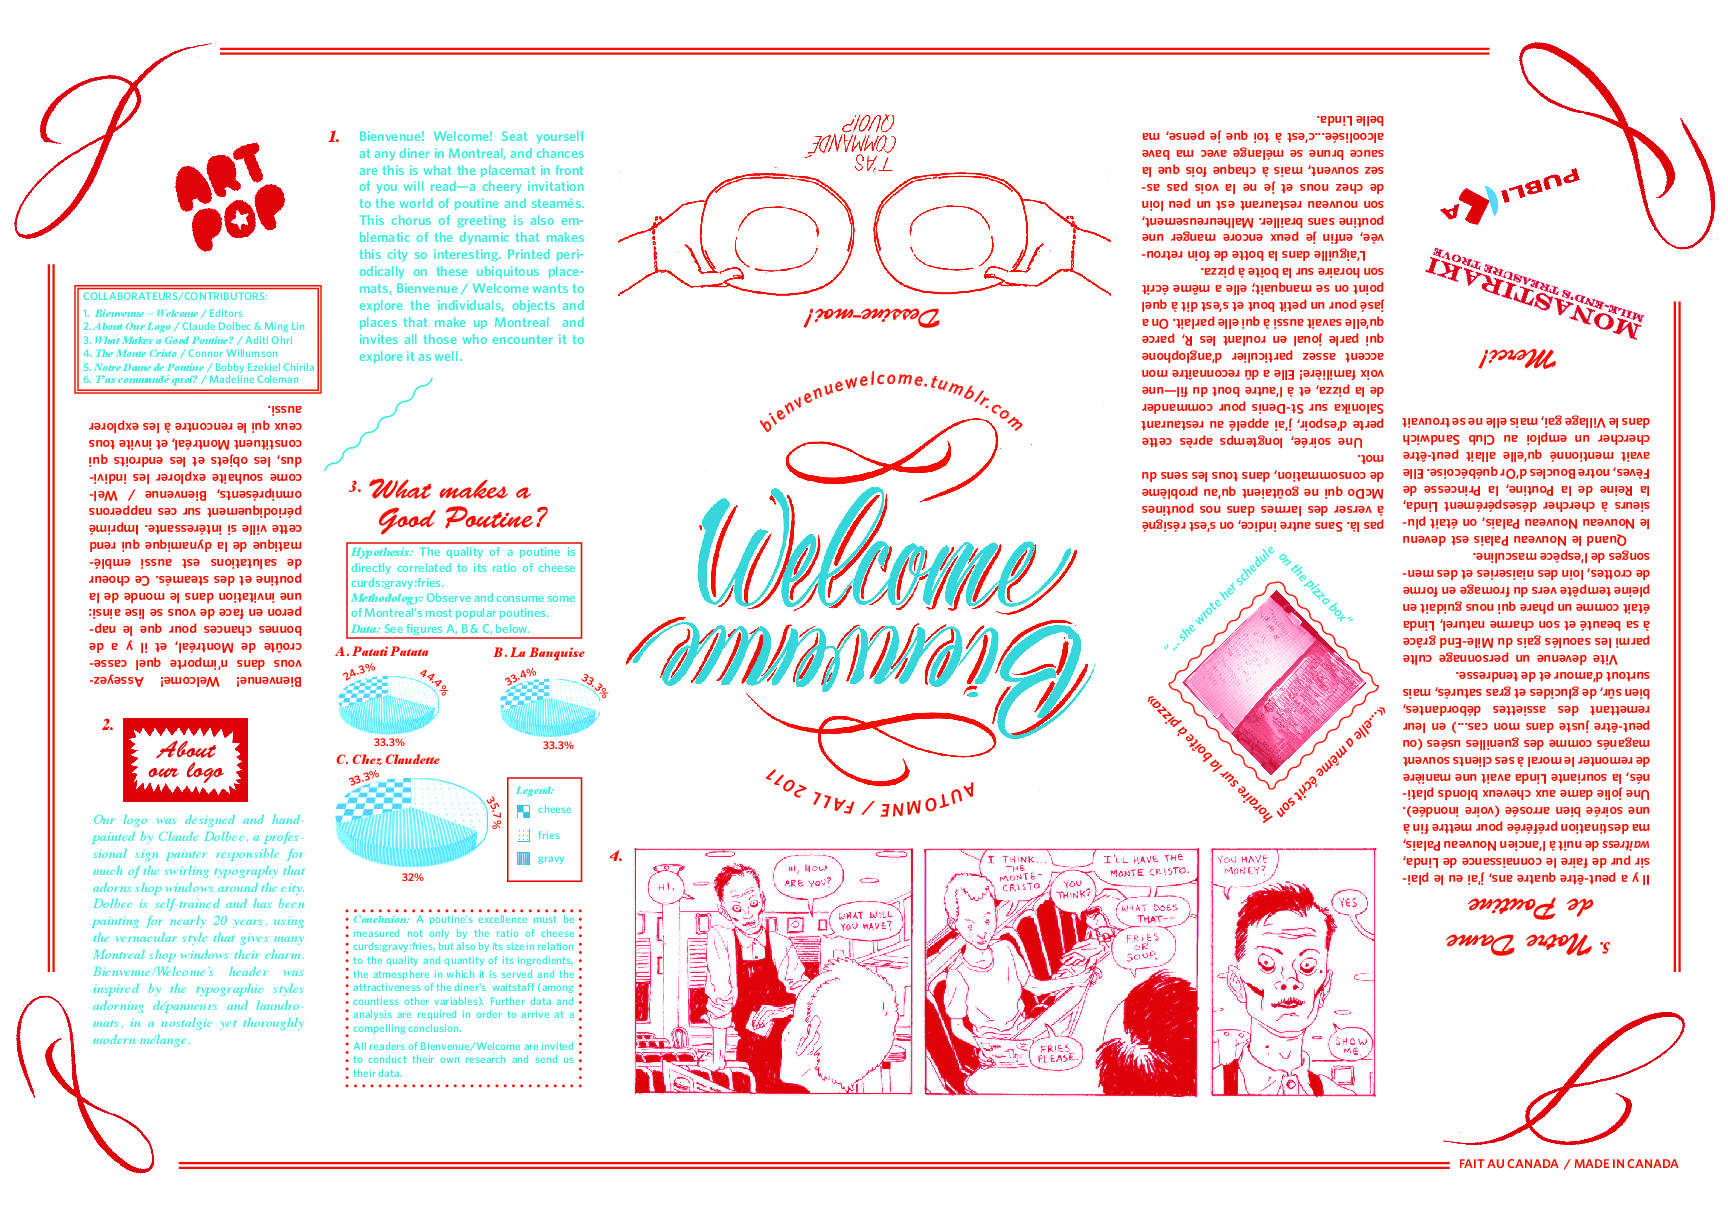 ART
POP
COLLABORATEURS/CONTRIBUTORS:
1. Bienvenue – Welcome / Editors
2. About Our Logo / Claude Dolbec & Ming Lin
3. What Makes a Good Poutine? / Aditi Ohri
4. The Monte Cristo / Connor Willumson
5. Notre Dame de Poutine / Bobby Ezekiel Chirila
6. T'as commandé quoi? / Madeline Coleman
Bienvenue! Welcome! Asseyez-
vous dans n'importe quel casse-
croûte de Montréal, et il y a de
bonnes chances pour que le nap-
peron en face de vous se lise ainsi:
une invitation dans le monde de la
poutine et des steamés. Ce choeur
de salutations est aussi emblé-
matique de la dynamique qui rend
cette ville si interessante. Imprimé
périodiquement sur ces napperons
omniprésents, Bienvenue / Wel-
come souhaite explorer les indivi-
dus, les objets et les endroits qui
constituent Montréal, et invite tous
ceux qui le rencontre à les explorer
aussi.
2.
About
our logo
Our logo was designed and hand-
painted by Claude Dolbec, a profes-
sional sign painter responsible for
much of the swirling typography that
adorns shop windows around the city.
Dolbec is self-trained and has been
painting for nearly 20 years, using
the vernacular style that gives many
Montreal shop windows their charm.
Bienvenue/Welcome's header was
inspired by the typographic styles
adorning dépanneurs and laundro-
mats, in a nostalgic yet thoroughly
modern mélange.
1.
Bienvenue! Welcome! Seat yourself
at any diner in Montreal, and chances
are this is what the placemat in front
of you will read—a cheery invitation
to the world of poutine and steamés.
This chorus of greeting is also em-
blematic of the dynamic that makes
this city so interesting. Printed peri-
odically on these ubiquitous place-
mats, Bienvenue / Welcome wants to
explore the individuals, objects and
places that make up Montreal and
invites all those who encounter it to
explore it as well.
3. What makes a
Good Poutine?
Hypothesis: The quality of a poutine is
directly correlated to its ratio of cheese
curds:gravy:fries.
Methodology: Observe and consume some
of Montreal's most popular poutines.
Data: See figures A, B & C, below.
A. Patati Patata
24.3%
44.4%
33.3%
B. La Banquise
33.4%
33.3%
33.3%
C. Chez Claudette
33.3%
35.7%
32%
Legend:
cheese
fries
gravy
Conclusion: A poutine's excellence must be
measured not only by the ratio of cheese
curds:gravy:fries, but also by its size in relation
to the quality and quantity of its ingredients,
the atmosphere in which it is served and the
attractiveness of the diner's waitstaff (among
countless other variables). Further data and
analysis are required in order to arrive at a
compelling conclusion.
All readers of Bienvenue/Welcome are invited
to conduct their own research and send us
their data.
T'AS
COMMANDÉ
QUOI?
Dessine-moi!
bienvenuewelcome.tumblr.com
Welcome
Bienvenue
AUTOMNE / FALL 2011
4.
HI.
HI, HOW
ARE YOU?
WHAT WILL
YOU HAVE?
I THINK...
THE
MONTE-
CRISTO
YOU
THINK?
I'LL HAVE THE
MONTE CRISTO.
WHAT DOES
THAT--
FRIES
OR
SOUP.
FRIES
PLEASE.
YOU HAVE
MONEY?
YES.
SHOW
ME.
5. Notre Dame
de Poutine
Il y a peut-être quatre ans, j'ai eu le plai-
sir pur de faire le connaissance de Linda,
waitress de nuit à l'ancien Nouveau Palais,
ma destination préférée pour mettre fin à
une soirée bien arrosée (voire inondée).
Une jolie dame aux cheveux blonds plati-
nés, la souriante Linda avait une manière
de remonter le moral à ses clients souvent
maganés comme des guenilles usées (ou
peut-être juste dans mon cas...) en leur
remettant des assiettes débordantes,
bien sûr, de glucides et gras saturés, mais
surtout d'amour et de tendresse.
Vite devenue un personnage culte
parmi les saoulés gais du Mile-End grâce
à sa beauté et son charme naturel, Linda
était comme un phare qui nous guidait en
pleine tempête vers du fromage en forme
de crottes, loin des niaiseries et des men-
songes de l'espèce masculine.
Quand le Nouveau Palais est devenu
le Nouveau Nouveau Palais, on était plu-
sieurs à chercher désespérément Linda,
la Reine de la Poutine, la Princesse de
Fèves, notre Boucles d'Or québécoise. Elle
avait mentionné qu'elle allait peut-être
chercher un emploi au Club Sandwich
dans le Village gai, mais elle ne se trouvait
pas là. Sans autre indice, on s'est résigné
à verser des larmes dans nos poutines
McDo qui ne goûtaient qu'au problème
de consommation, dans tous les sens du
mot.
Une soirée, longtemps après cette
perte d'espoir, j'ai appelé au restaurant
Salonika sur St-Denis pour commander
de la pizza, et à l'autre bout du fil—une
voix familière! Elle a dû reconnaître mon
accent assez particulier d'anglophone
qui parle joual en roulant les R, parce
qu'elle savait aussi à qui elle parlait. On a
jasé pour un petit bout et s'est dit à quel
point on se manquait; elle a même écrit
son horaire sur la boîte à pizza.
L'aiguille dans la botte de foin retrou-
vée, enfin je peux encore manger une
poutine sans brailler. Malheureusement,
son nouveau restaurant est un peu loin
de chez nous et je ne la vois pas as-
sez souvent, mais à chaque fois que la
sauce brune se mélange avec ma bave
alcoolisée...c'est à toi que je pense, ma
belle Linda.
"...she wrote her schedule on the pizza box"
«...elle a même écrit son
horaire sur la boîte à pizza»
Merci!
MONASTIRAKI
MILE-END'S TREASURE TROVE
PUBLI
FAIT AU CANADA / MADE IN CANADA